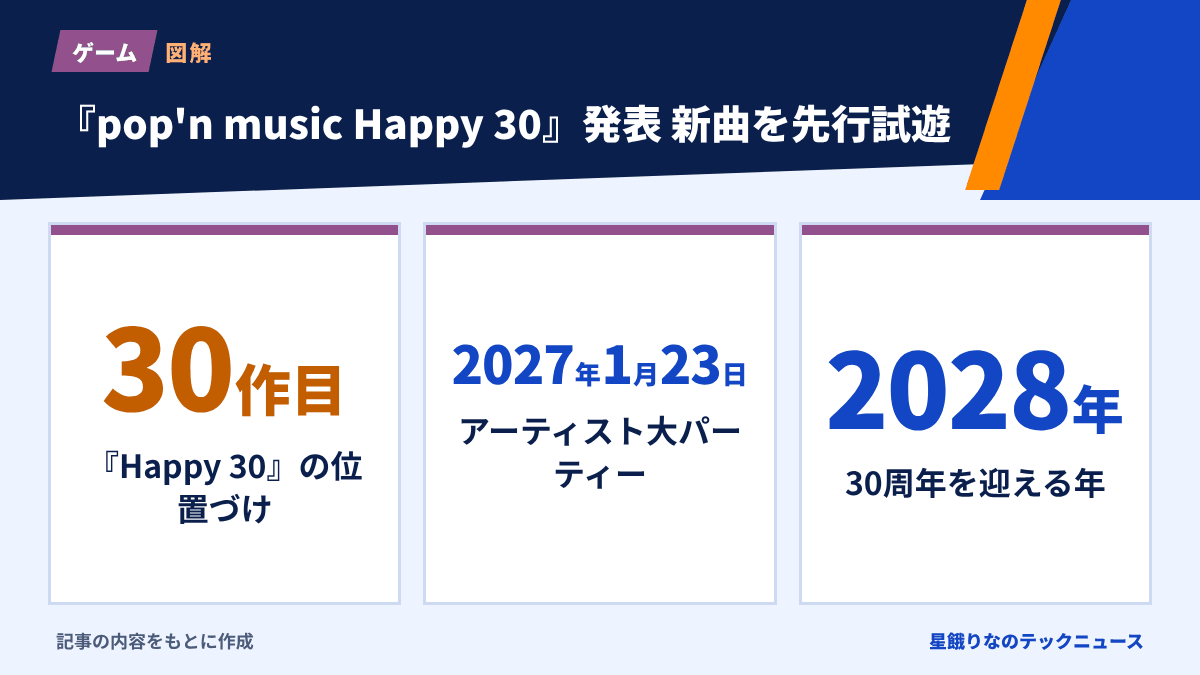 ゲーム 図解
『pop'n music Happy 30』発表 新曲を先行試遊
30作目
『Happy 30』の位
置づけ
2027年1月23日
アーティスト大パー
ティー
2028年
30周年を迎える年
記事の内容をもとに作成
星餓りなのテックニュース